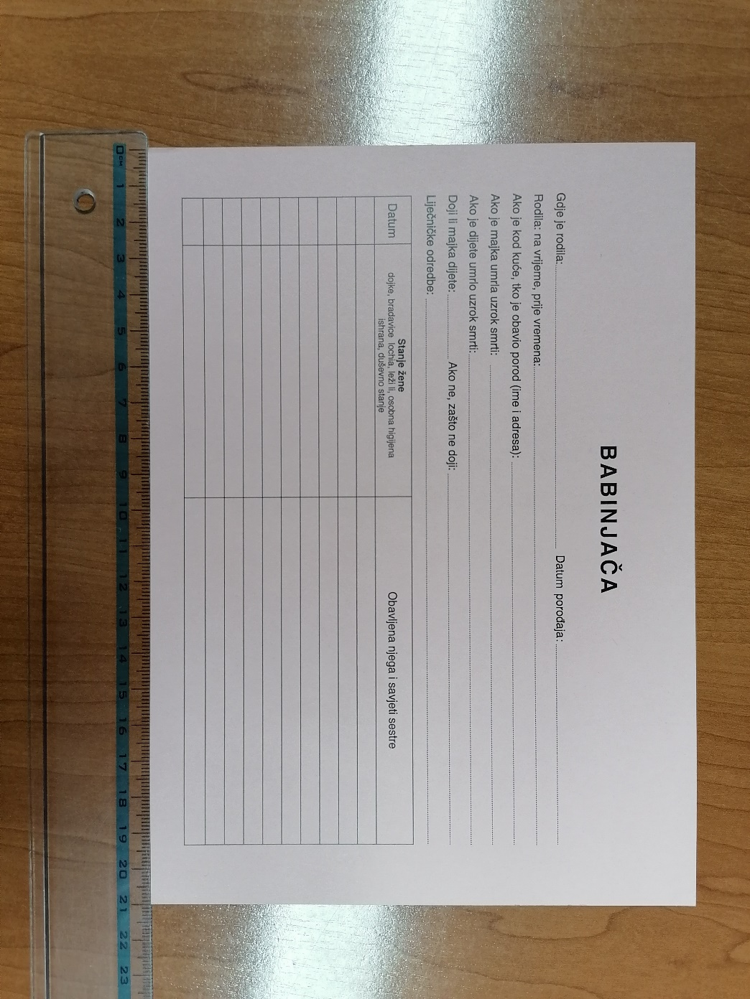 BABINJAČA
Gdje je rodila: Datum porođaja:
Rodila: na vrijeme, prije vremena:
Ako je kod kuće, tko je obavio porod (ime i adresa):
Ako je majka umrla uzrok smrti:
Ako je dijete umrlo uzrok smrti:
Doji li majka dijete: Ako ne, zašto ne doji:
Liječničke odredbe:
Datum
Stanje žene
dojke, bradavice lochia, leži li, osobna higijena
ishrana, duševno stanje
Obavljena njega i savjeti sestre
0 CM 1 2 3 4 5 6 7 8 9 10 11 12 13 14 15 16 17 18 19 20 21 22 23